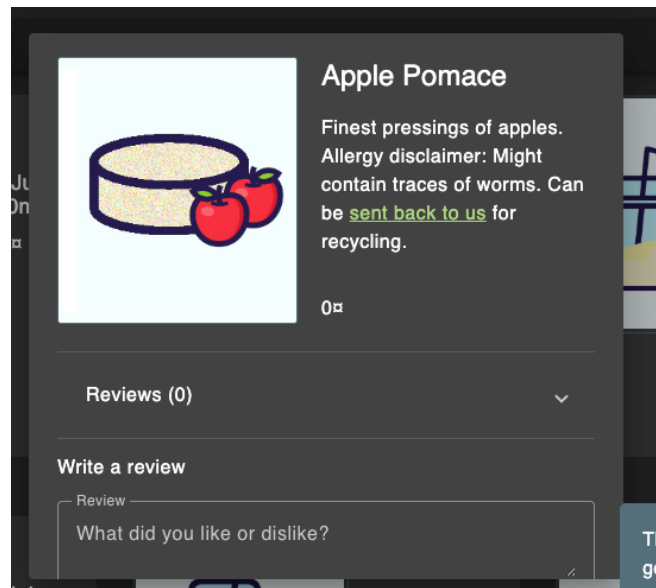 Apple Pomace
Finest pressings of apples.
Allergy disclaimer: Might
contain traces of worms. Can
be sent back to us for
recycling.
0¤
Reviews (0)
Write a review
Review
What did you like or dislike?